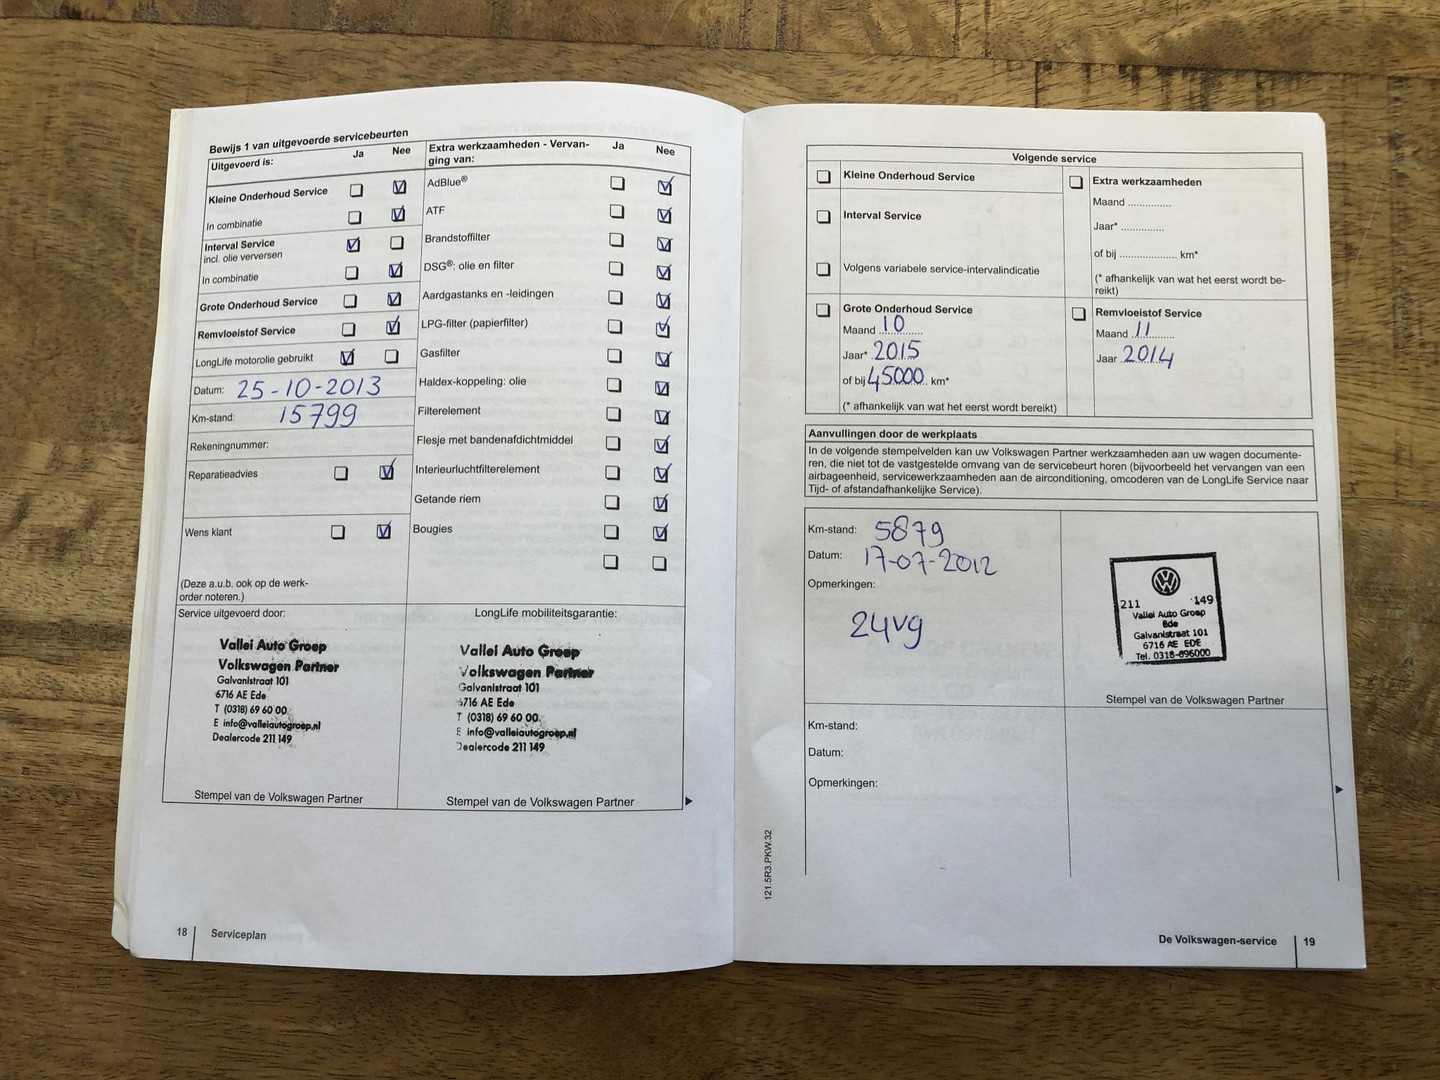 Bewijs 1 van uitgevoerde servicebeurten
Uitgevoerd is: Ja Nee
Kleine Onderhoud Service
In combinatie
Interval Service
incl. olie verversen
In combinatie
Grote Onderhoud Service
Remvloeistof Service
LongLife motorolie gebruikt
Datum: 25-10-2013
Km-stand: 15799
Rekeningnummer:
Reparatieadvies
Wens klant
(Deze a.u.b. ook op de werk-
order noteren.)
Extra werkzaamheden - Vervan- Ja Nee
ging van:
AdBlue®
ATF
Brandstoffilter
DSG®: olie en filter
Aardgastanks en -leidingen
LPG-filter (papierfilter)
Gasfilter
Haldex-koppeling: olie
Filterelement
Flesje met bandenafdichtmiddel
Interieurluchtfilterelement
Getande riem
Bougies
Service uitgevoerd door:
Vallei Auto Groep
Volkswagen Partner
Galvanistraat 101
6716 AE Ede
T (0318) 69 60 00
E info@valleiautogroep.nl
Dealercode 211 149
Stempel van de Volkswagen Partner
LongLife mobiliteitsgarantie:
Vallei Auto Groep
Volkswagen Partner
Galvanistraat 101
6716 AE Ede
T (0318) 69 60 00
E info@valleiautogroep.nl
Dealercode 211 149
Stempel van de Volkswagen Partner
18 Serviceplan
Volgende service
Kleine Onderhoud Service
Interval Service
Volgens variabele service-intervalindicatie
Extra werkzaamheden
Maand ...............
Jaar* ...............
of bij .................... km*
(* afhankelijk van wat het eerst wordt be-
reikt)
Grote Onderhoud Service
Maand 10
Jaar* 2015
of bij 45000 km*
(* afhankelijk van wat het eerst wordt bereikt)
Remvloeistof Service
Maand 11
Jaar 2014
Aanvullingen door de werkplaats
In de volgende stempelvelden kan uw Volkswagen Partner werkzaamheden aan uw wagen documente-
ren, die niet tot de vastgestelde omvang van de servicebeurt horen (bijvoorbeeld het vervangen van een
airbageenheid, servicewerkzaamheden aan de airconditioning, omcoderen van de LongLife Service naar
Tijd- of afstandafhankelijke Service).
Km-stand: 5879
Datum: 17-07-2012
Opmerkingen:
24vg
211 149
Vallei Auto Groep
Ede
Galvanistraat 101
6716 AE EDE
Tel. 0318-696000
Stempel van de Volkswagen Partner
Km-stand:
Datum:
Opmerkingen:
121.5R3.PKW.32
De Volkswagen-service 19